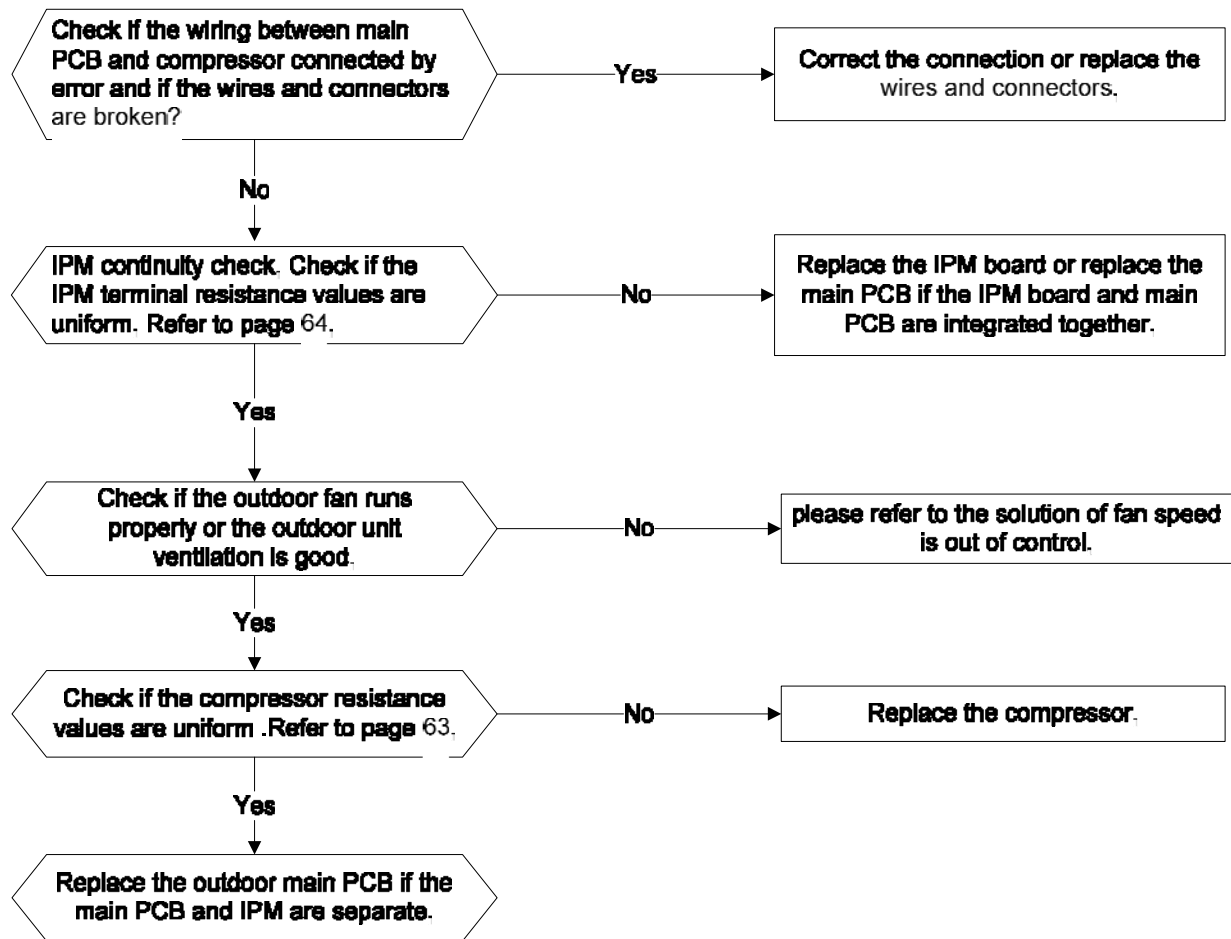 Check if the wiring between main
PCB and compressor connected by
error and if the wires and connectors
are broken?
Yes
Correct the connection or replace the
wires and connectors.
No
IPM continuity check. Check if the
IPM terminal resistance values are
uniform. Refer to page 64.
No
Replace the IPM board or replace the
main PCB if the IPM board and main
PCB are integrated together.
Yes
Check if the outdoor fan runs
properly or the outdoor unit
ventilation is good.
No
please refer to the solution of fan speed
is out of control.
Yes
Check if the compressor resistance
values are uniform .Refer to page 63.
No
Replace the compressor.
Yes
Replace the outdoor main PCB if the
main PCB and IPM are separate.